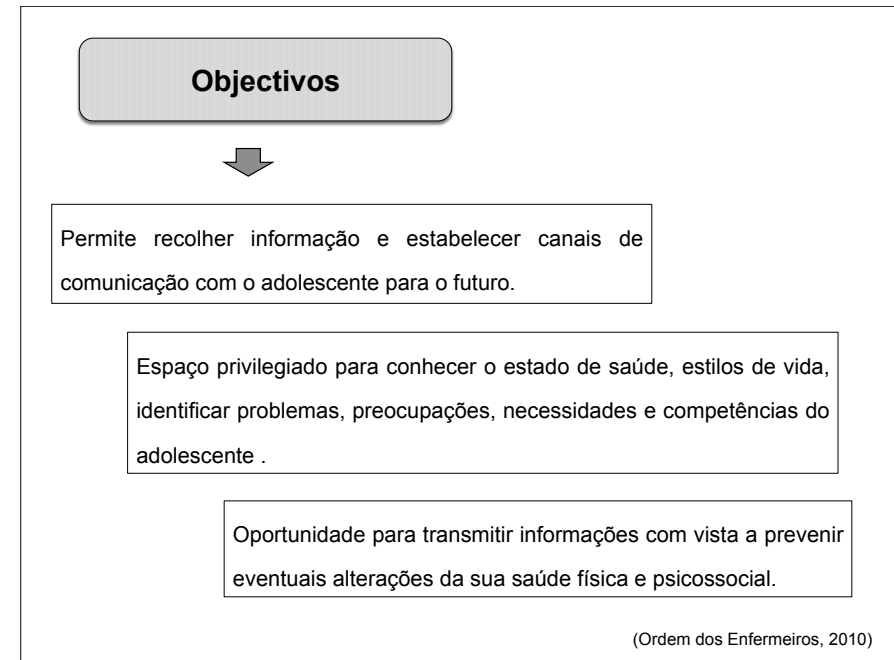 Objectivos
Permite recolher informação e estabelecer canais de
comunicação com o adolescente para o futuro.
Espaço privilegiado para conhecer o estado de saúde, estilos de vida,
identificar problemas, preocupações, necessidades e competências do
adolescente .
Oportunidade para transmitir informações com vista a prevenir
eventuais alterações da sua saúde física e psicossocial.
(Ordem dos Enfermeiros, 2010)